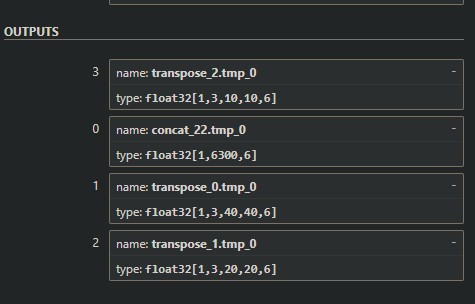 OUTPUTS
3 name: transpose_2.tmp_0 -
type: float32[1,3,10,10,6]
0 name: concat_22.tmp_0 -
type: float32[1,6300,6]
1 name: transpose_0.tmp_0 -
type: float32[1,3,40,40,6]
2 name: transpose_1.tmp_0 -
type: float32[1,3,20,20,6]